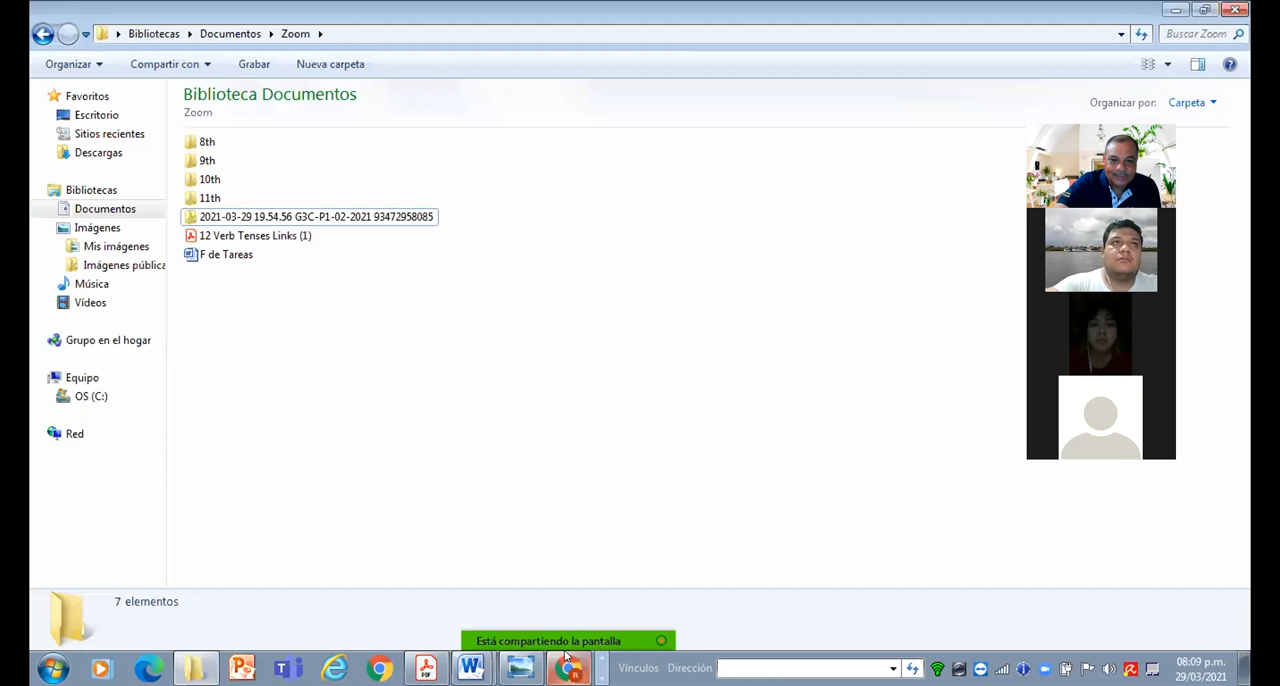 Bibliotecas ▸ Documentos ▸ Zoom ▸
Buscar Zoom
Organizar
Compartir con
Grabar
Nueva carpeta
Favoritos
Escritorio
Sitios recientes
Descargas
Bibliotecas
Documentos
Imágenes
Mis imágenes
Imágenes pública
Música
Vídeos
Grupo en el hogar
Equipo
OS (C:)
Red
Biblioteca Documentos
Zoom
Organizar por: Carpeta
8th
9th
10th
11th
2021-03-29 19.54.56 G3C-P1-02-2021 93472958085
12 Verb Tenses Links (1)
F de Tareas
7 elementos
Está compartiendo la pantalla
Vínculos
Dirección
08:09 p.m.
29/03/2021